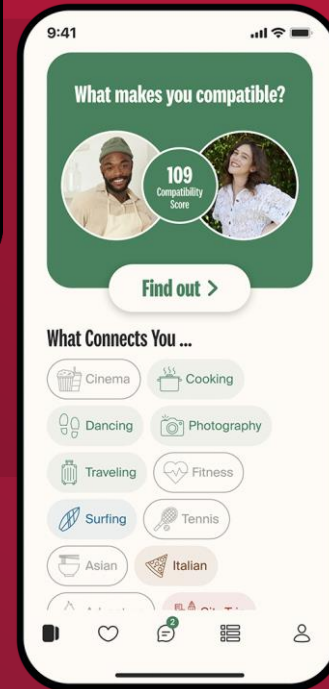 9:41
What makes you compatible?
109
Compatibility
Score
Find out >
What Connects You ...
Cinema
Cooking
Dancing
Photography
Traveling
Fitness
Surfing
Tennis
Asian
Italian
2